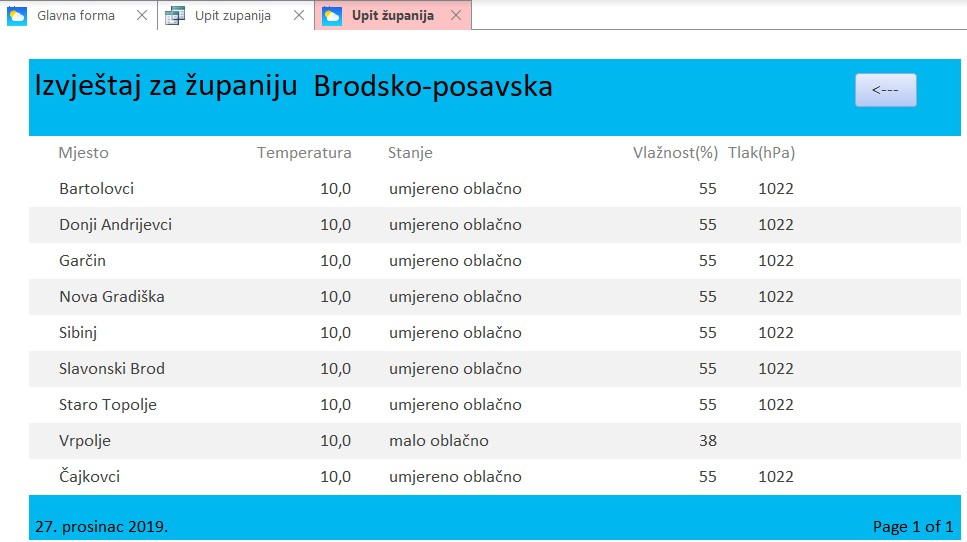 Glavna forma Upit zupanija Upit županija
Izvještaj za županiju Brodsko-posavska <---
Mjesto Temperatura Stanje Vlažnost(%) Tlak(hPa)
Bartolovci 10,0 umjereno oblačno 55 1022
Donji Andrijevci 10,0 umjereno oblačno 55 1022
Garčin 10,0 umjereno oblačno 55 1022
Nova Gradiška 10,0 umjereno oblačno 55 1022
Sibinj 10,0 umjereno oblačno 55 1022
Slavonski Brod 10,0 umjereno oblačno 55 1022
Staro Topolje 10,0 umjereno oblačno 55 1022
Vrpolje 10,0 malo oblačno 38
Čajkovci 10,0 umjereno oblačno 55 1022
27. prosinac 2019. Page 1 of 1